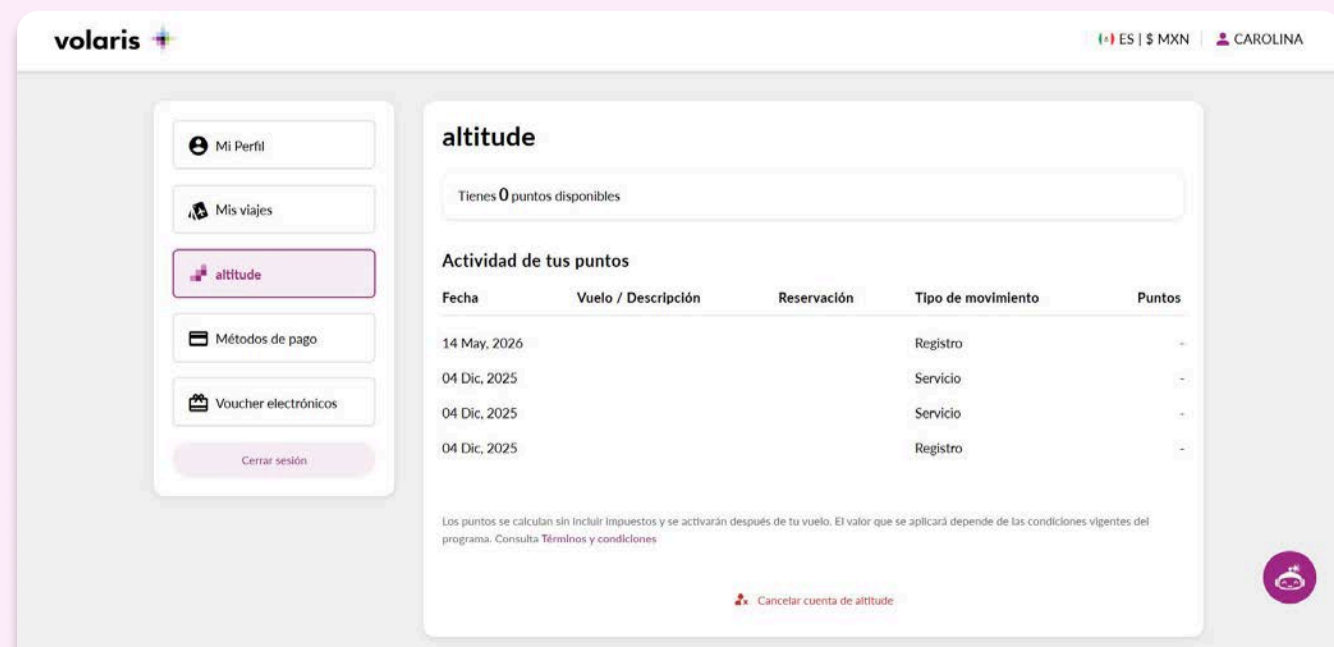 volaris
ES | $ MXN
CAROLINA
Mi Perfil
Mis viajes
altitude
Métodos de pago
Voucher electrónicos
Cerrar sesión
altitude
Tienes 0 puntos disponibles
Actividad de tus puntos
Fecha Vuelo / Descripción Reservación Tipo de movimiento Puntos
14 May, 2026 Registro -
04 Dic, 2025 Servicio -
04 Dic, 2025 Servicio -
04 Dic, 2025 Registro -
Los puntos se calculan sin incluir impuestos y se activarán después de tu vuelo. El valor que se aplicará depende de las condiciones vigentes del
programa. Consulta Términos y condiciones
Cancelar cuenta de altitude